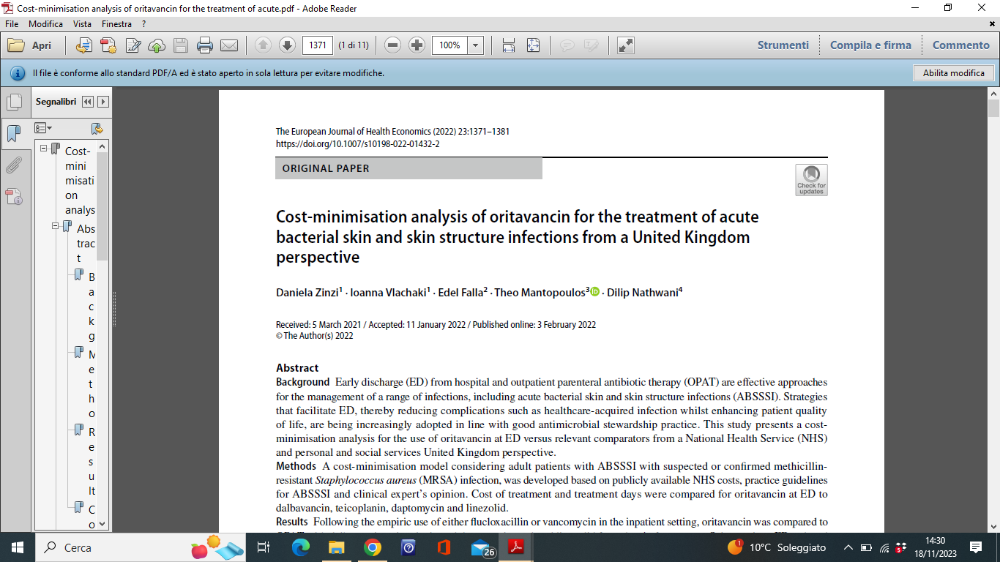 Cost-minimisation analysis of oritavancin for the treatment of acute.pdf - Adobe Reader
File Modifica Vista Finestra ?
Apri 1371 (1 di 11) 100% Strumenti Compila e firma Commento
Il file è conforme allo standard PDF/A ed è stato aperto in sola lettura per evitare modifiche. Abilita modifica
Segnalibri
Cost-
mini
misati
on
analys
Abs
trac
t
B
a
c
k
g
M
e
t
h
o
R
e
s
u
lt
C
o
The European Journal of Health Economics (2022) 23:1371–1381
https://doi.org/10.1007/s10198-022-01432-2
ORIGINAL PAPER
Check for
updates
Cost-minimisation analysis of oritavancin for the treatment of acute
bacterial skin and skin structure infections from a United Kingdom
perspective
Daniela Zinzi1 · Ioanna Vlachaki1 · Edel Falla2 · Theo Mantopoulos3 iD · Dilip Nathwani4
Received: 5 March 2021 / Accepted: 11 January 2022 / Published online: 3 February 2022
© The Author(s) 2022
Abstract
Background Early discharge (ED) from hospital and outpatient parenteral antibiotic therapy (OPAT) are effective approaches
for the management of a range of infections, including acute bacterial skin and skin structure infections (ABSSSI). Strategies
that facilitate ED, thereby reducing complications such as healthcare-acquired infection whilst enhancing patient quality
of life, are being increasingly adopted in line with good antimicrobial stewardship practice. This study presents a cost-
minimisation analysis for the use of oritavancin at ED versus relevant comparators from a National Health Service (NHS)
and personal and social services United Kingdom perspective.
Methods A cost-minimisation model considering adult patients with ABSSSI with suspected or confirmed methicillin-
resistant Staphylococcus aureus (MRSA) infection, was developed based on publicly available NHS costs, practice guidelines
for ABSSSI and clinical expert's opinion. Cost of treatment and treatment days were compared for oritavancin at ED to
dalbavancin, teicoplanin, daptomycin and linezolid.
Results Following the empiric use of either flucloxacillin or vancomycin in the inpatient setting, oritavancin was compared to
Cerca 26 1 10°C Soleggiato 5 14:30
18/11/2023